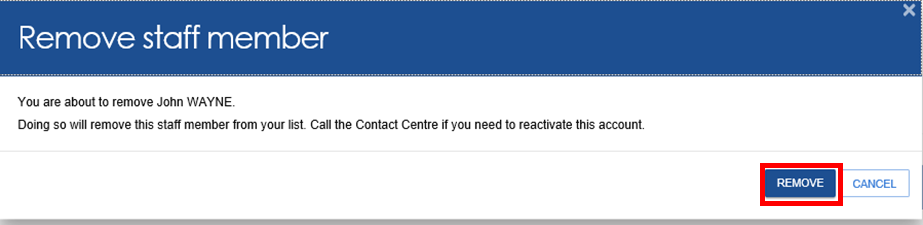 Remove staff member
You are about to remove John WAYNE.
Doing so will remove this staff member from your list. Call the Contact Centre if you need to reactivate this account.
REMOVE CANCEL